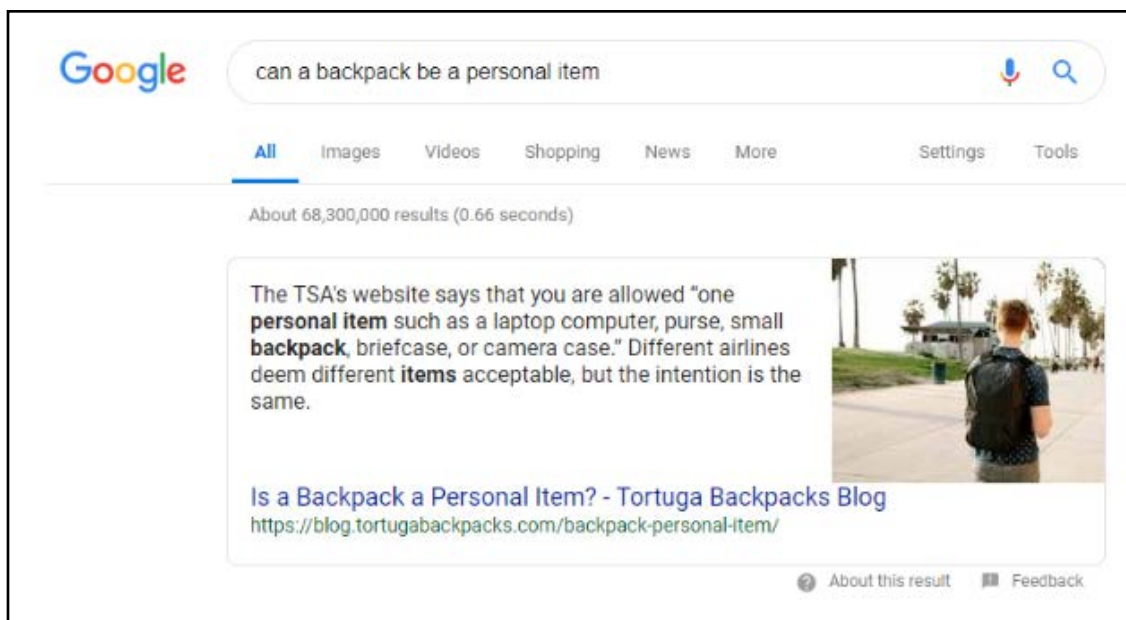 Google
can a backpack be a personal item
All Images Videos Shopping News More Settings Tools
About 68,300,000 results (0.66 seconds)
The TSA's website says that you are allowed “one
personal item such as a laptop computer, purse, small
backpack, briefcase, or camera case.” Different airlines
deem different items acceptable, but the intention is the
same.
Is a Backpack a Personal Item? - Tortuga Backpacks Blog
https://blog.tortugabackpacks.com/backpack-personal-item/
About this result Feedback